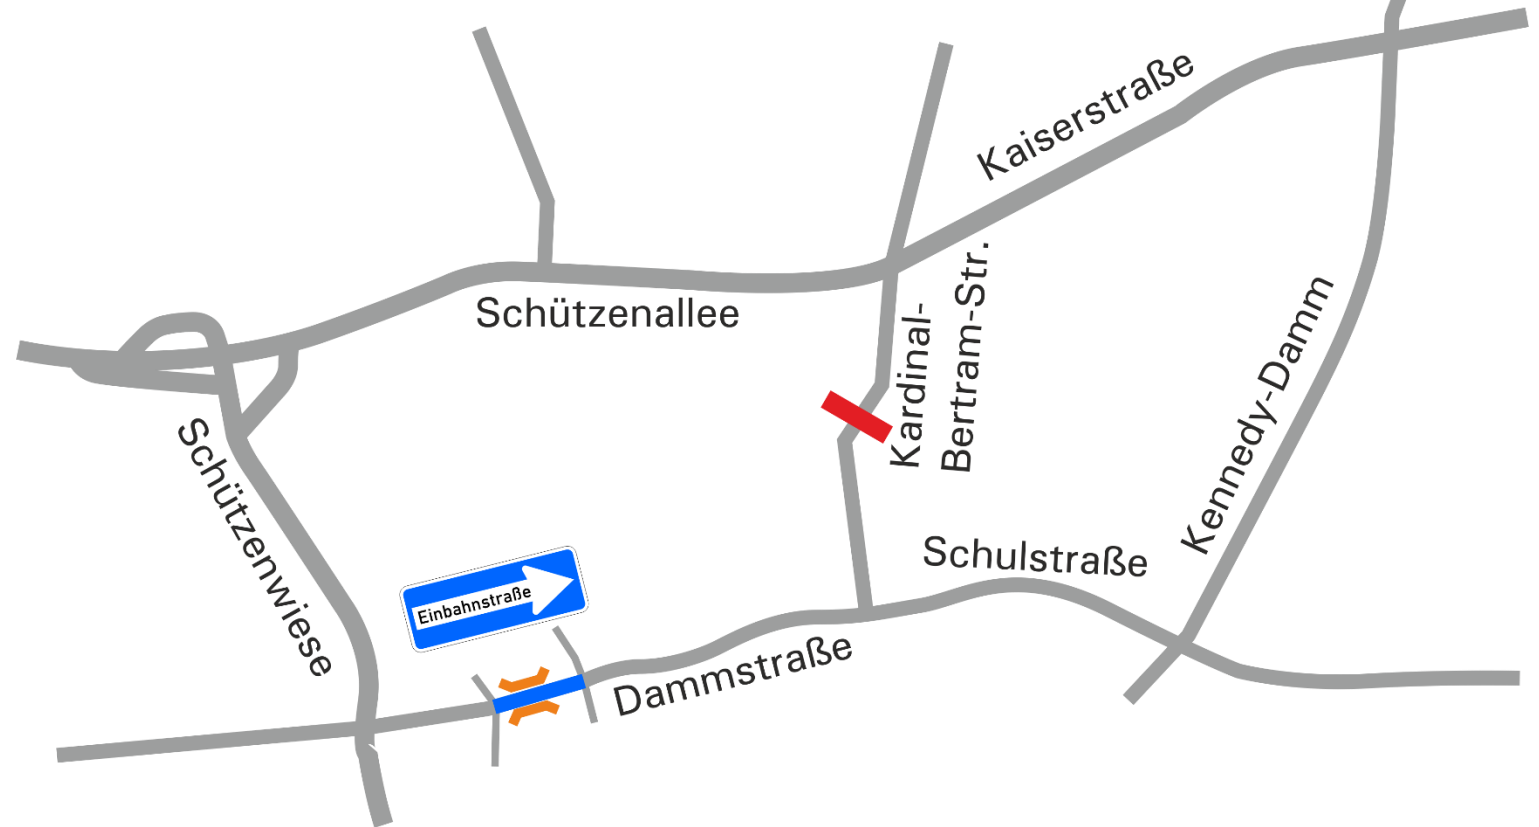 Kaiserstraße
Schützenallee
Kardinal-
Bertram-Str.
Kennedy-Damm
Schützenwiese
Einbahnstraße
Schulstraße
Dammstraße